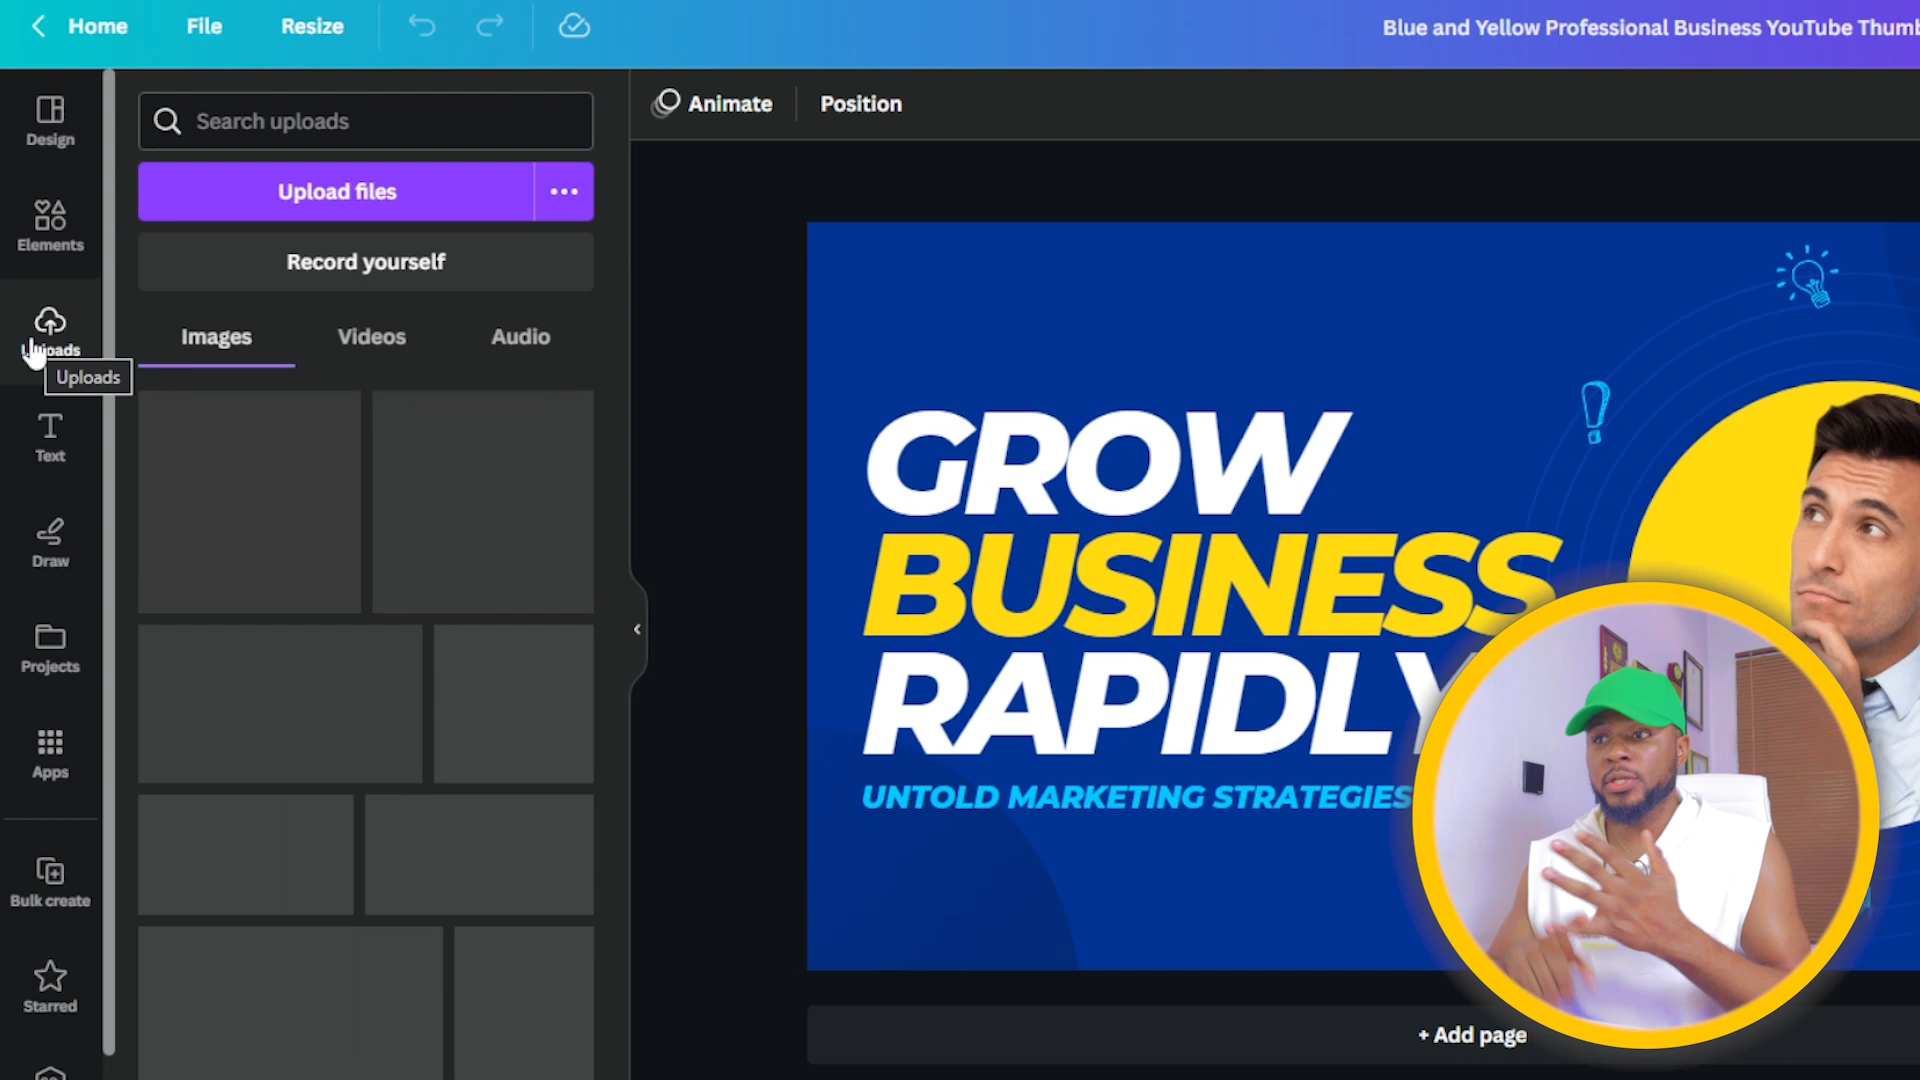 Home File Resize
Blue and Yellow Professional Business YouTube Thumb
Design
Elements
Uploads
Uploads
Text
Draw
Projects
Apps
Bulk create
Starred
Search uploads
Upload files
Record yourself
Images Videos Audio
Animate Position
GROW
BUSINESS
RAPIDLY
UNTOLD MARKETING STRATEGIES
+ Add page